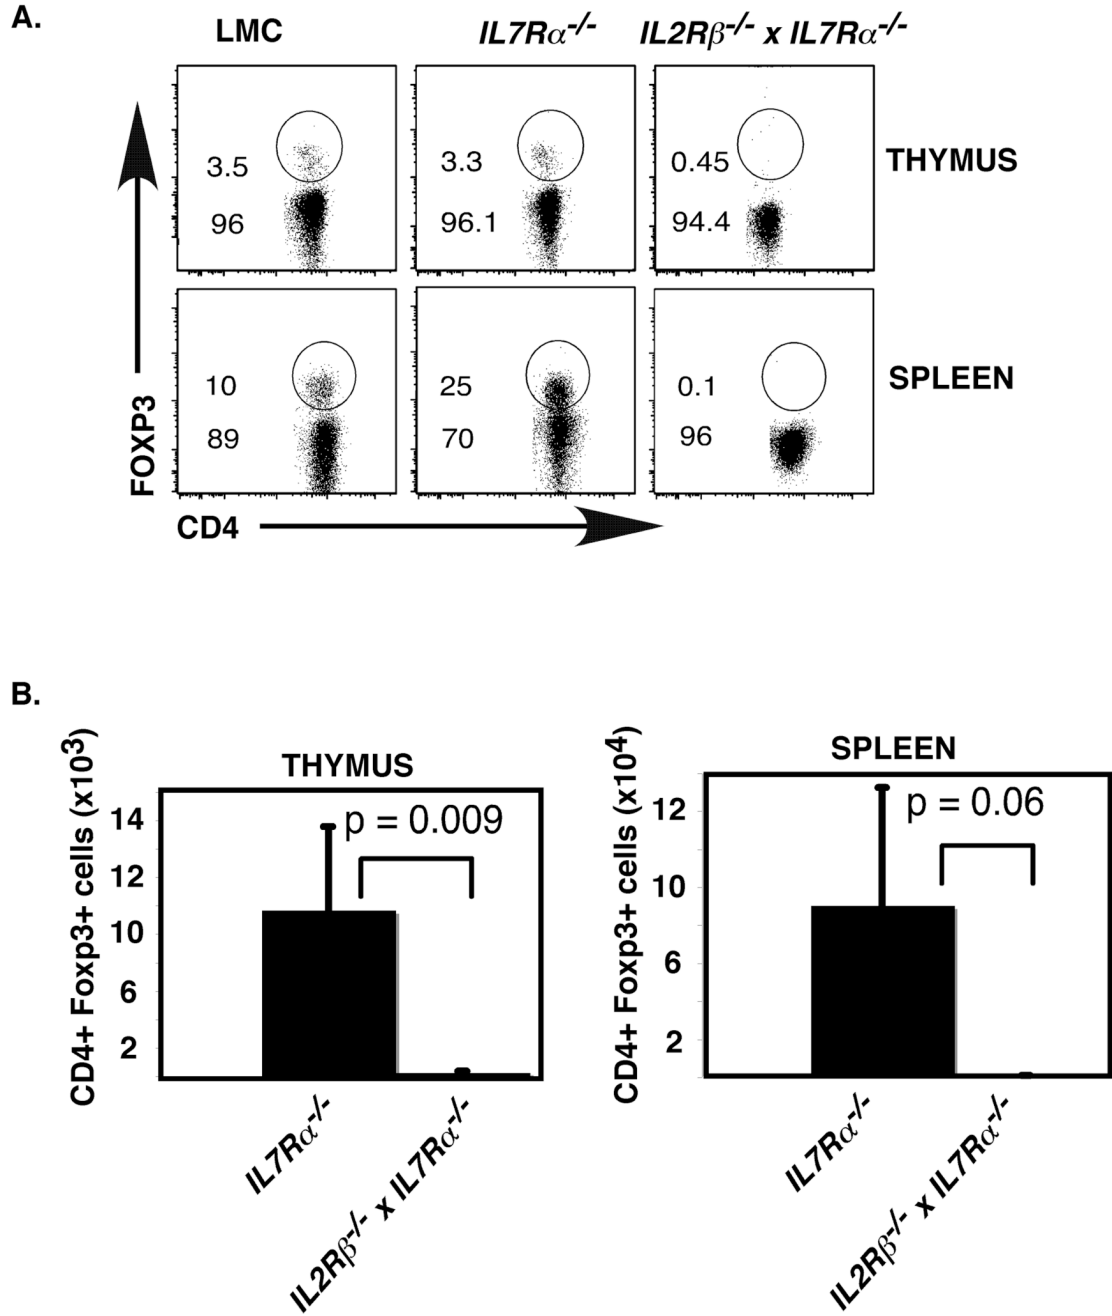 A.
LMC
IL7Rα-/-
IL2Rβ-/- x IL7Rα-/-
3.5
96
3.3
96.1
0.45
94.4
THYMUS
10
89
25
70
0.1
96
SPLEEN
FOXP3
CD4
B.
THYMUS
CD4+ Foxp3+ cells (x10³)
14
12
10
6
2
p = 0.009
IL7Rα-/-
IL2Rβ-/- x IL7Rα-/-
SPLEEN
CD4+ Foxp3+ cells (x10⁴)
12
10
6
2
p = 0.06
IL7Rα-/-
IL2Rβ-/- x IL7Rα-/-